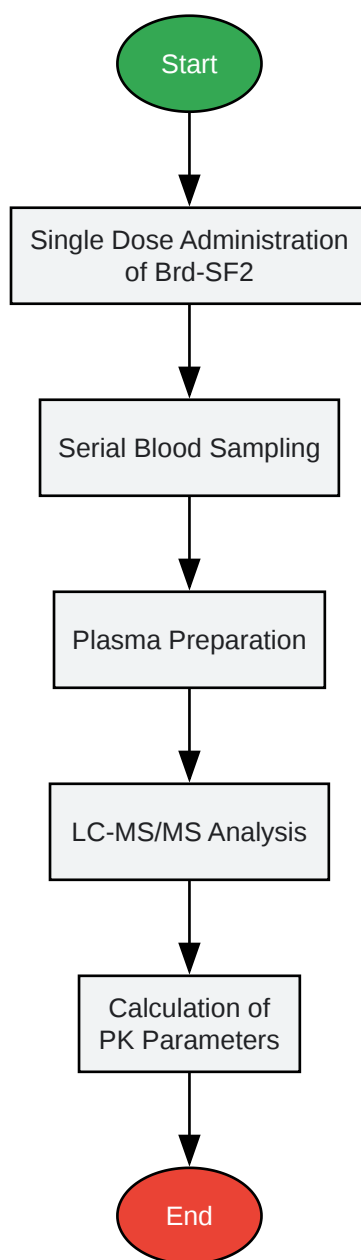 Start
Single Dose Administration
of Brd-SF2
Serial Blood Sampling
Plasma Preparation
LC-MS/MS Analysis
Calculation of
PK Parameters
End